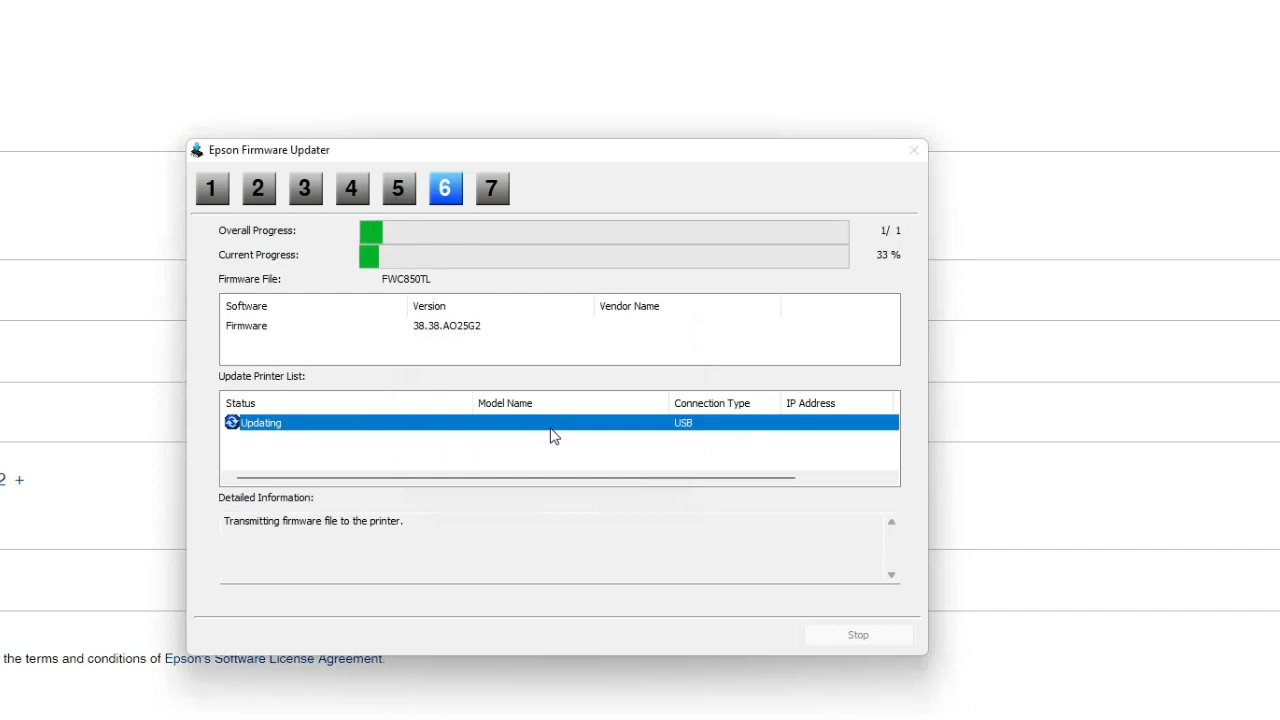 Epson Firmware Updater
1 2 3 4 5 6 7
Overall Progress: 1/ 1
Current Progress: 33 %
Firmware File: FWC850TL
Software Version Vendor Name
Firmware 38.38.AO25G2
Update Printer List:
Status Model Name Connection Type IP Address
Updating USB
2 +
Detailed Information:
Transmitting firmware file to the printer.
Stop
the terms and conditions of Epson's Software License Agreement.